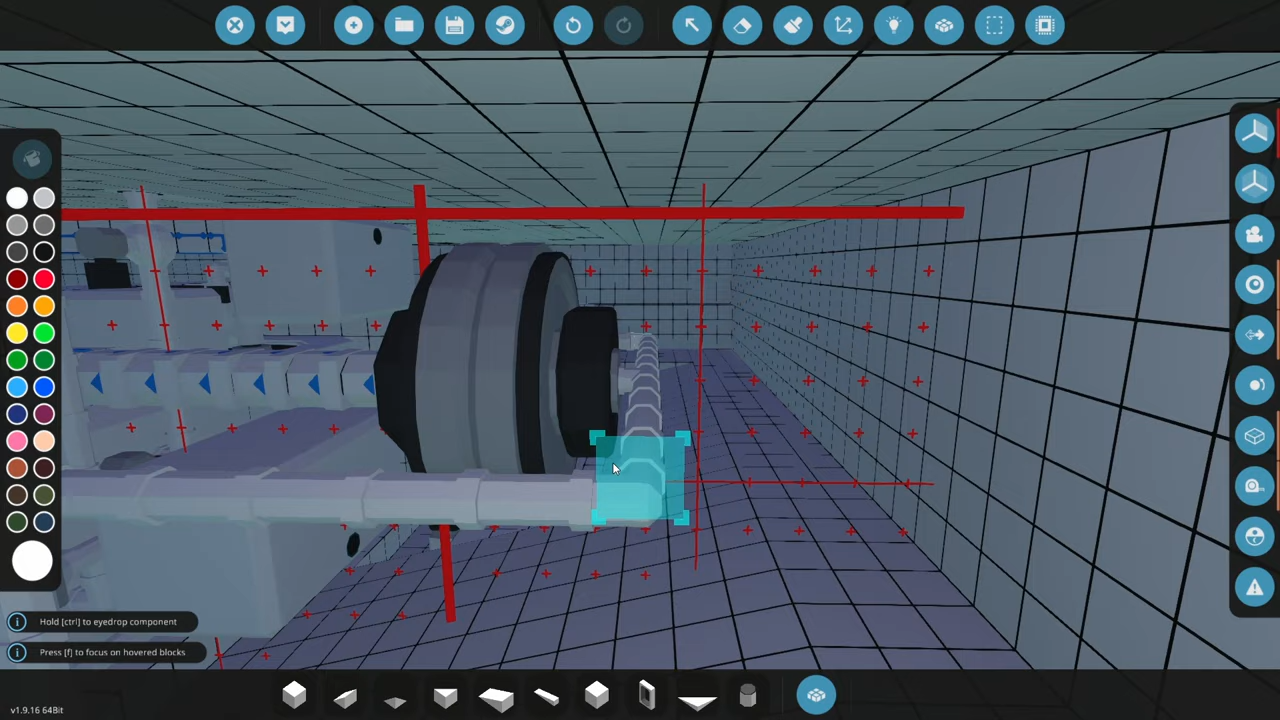 Hold [ctrl] to eyedrop component
Press [f] to focus on hovered blocks
v1.9.16 64Bit